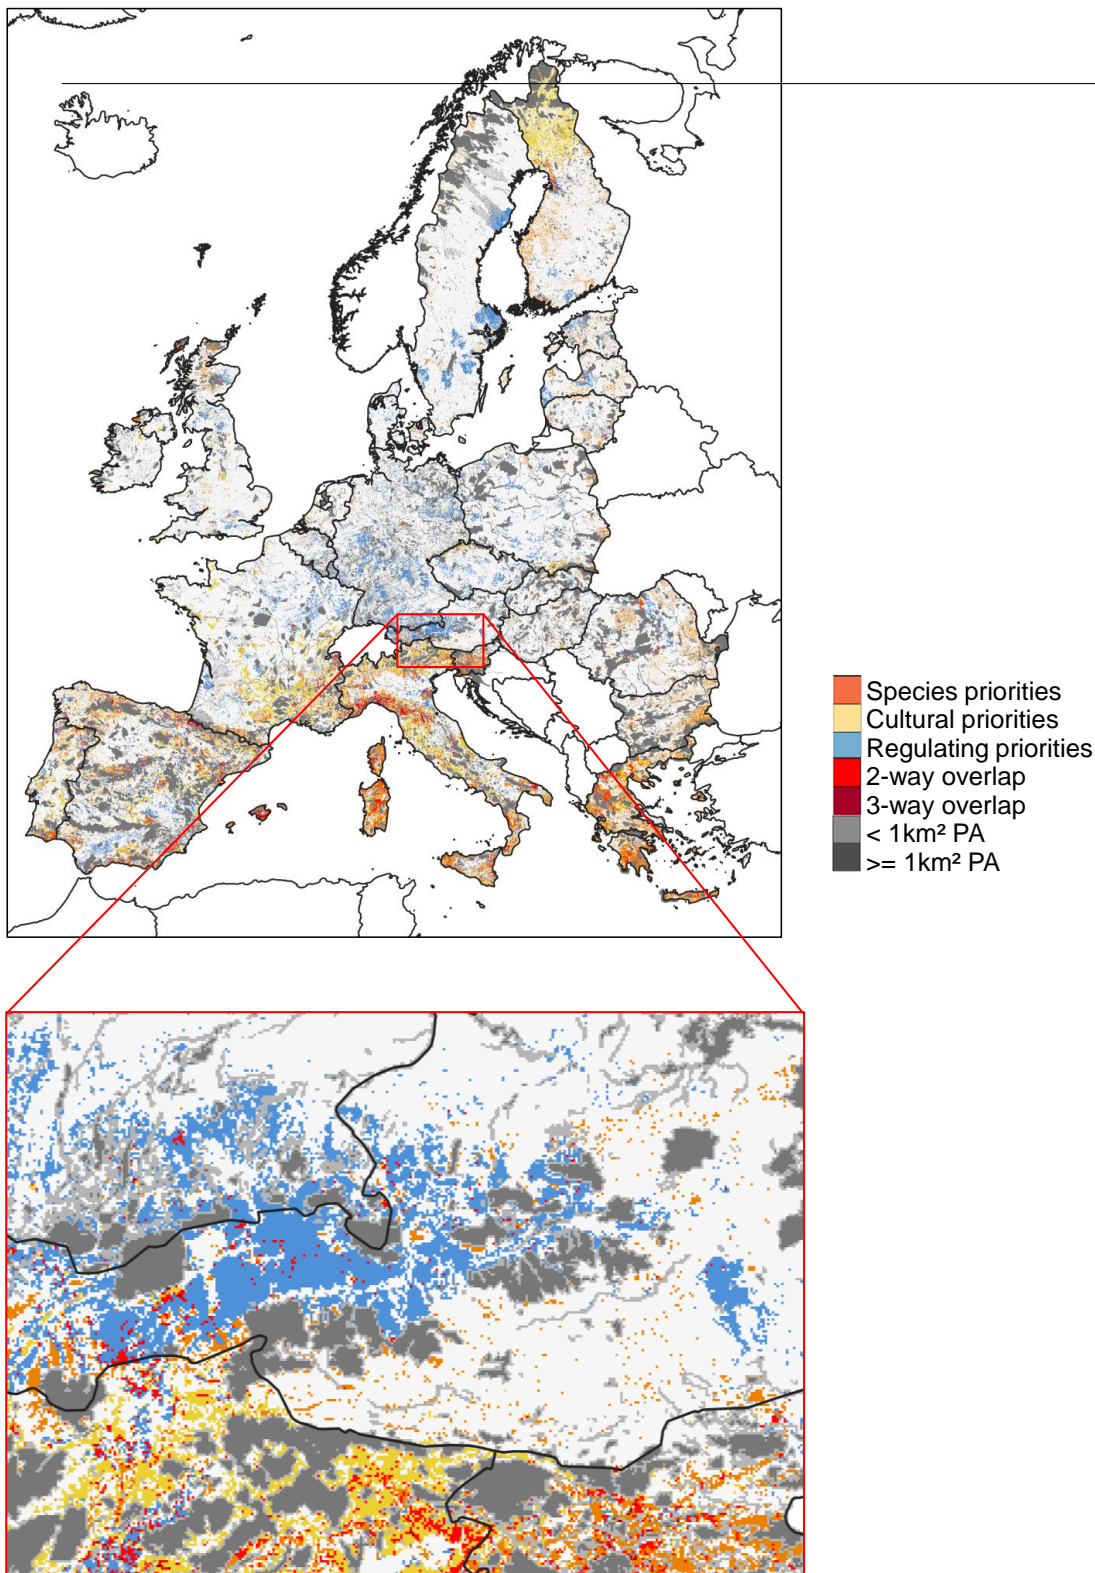 Species priorities
Cultural priorities
Regulating priorities
2-way overlap
3-way overlap
< 1km² PA
>= 1km² PA